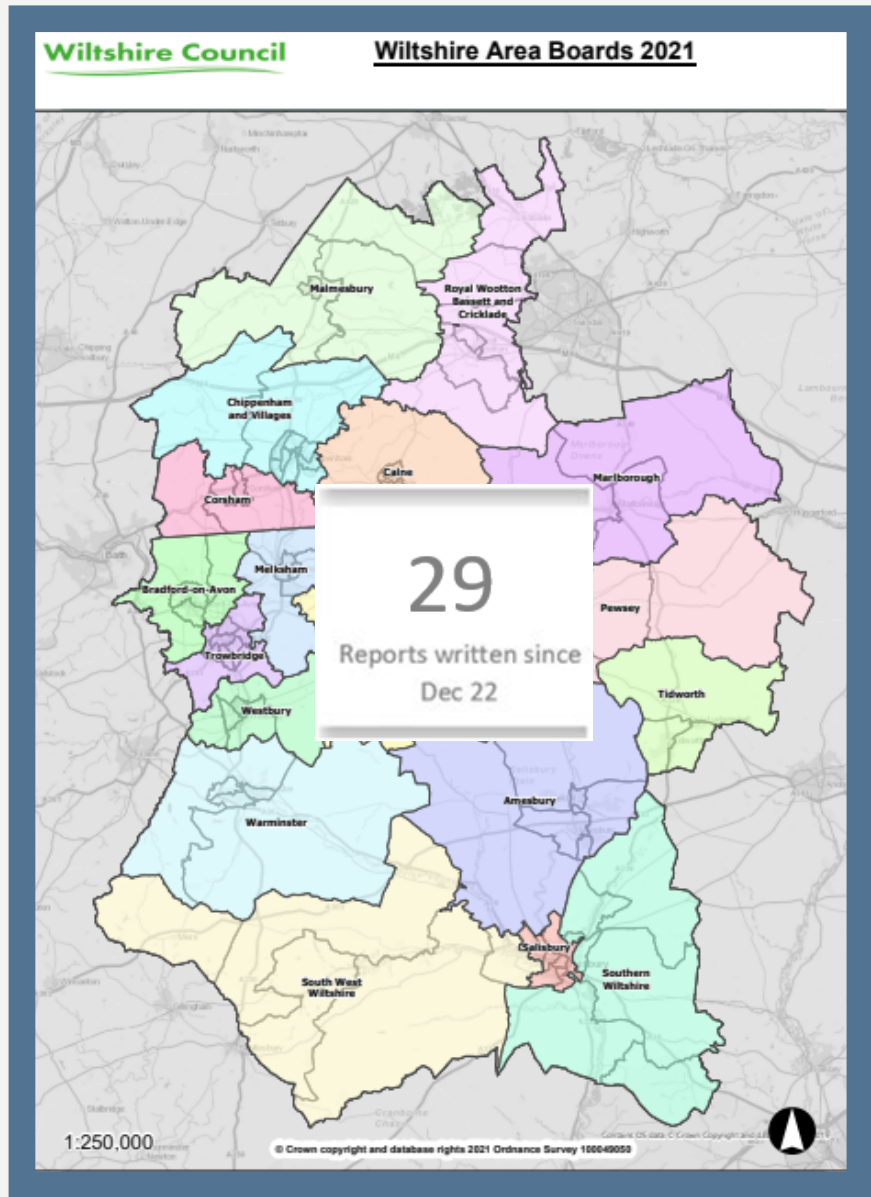 Wiltshire Council
Wiltshire Area Boards 2021
Malmesbury
Royal Wootton
Bassett and
Cricklade
Chippenham
and Villages
Calne
Marlborough
Corsham
Melksham
Bradford-on-Avon
Pewsey
Trowbridge
Westbury
Tidworth
29
Reports written since
Dec 22
Amesbury
Warminster
Salisbury
South West
Wiltshire
Southern
Wiltshire
1:250,000
© Crown copyright and database rights 2021 Ordnance Survey 100049050